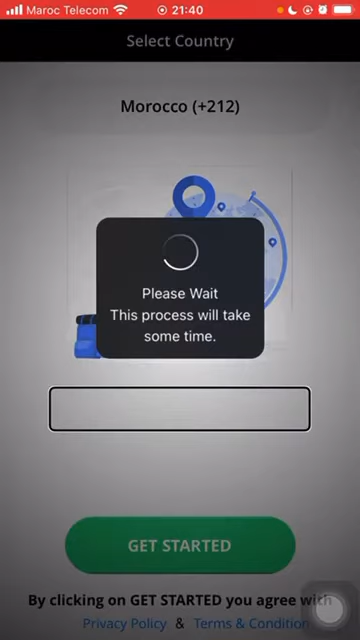 Maroc Telecom 21:40
Select Country
Morocco (+212)
Please Wait
This process will take
some time.
GET STARTED
By clicking on GET STARTED you agree with
Privacy Policy & Terms & Condition